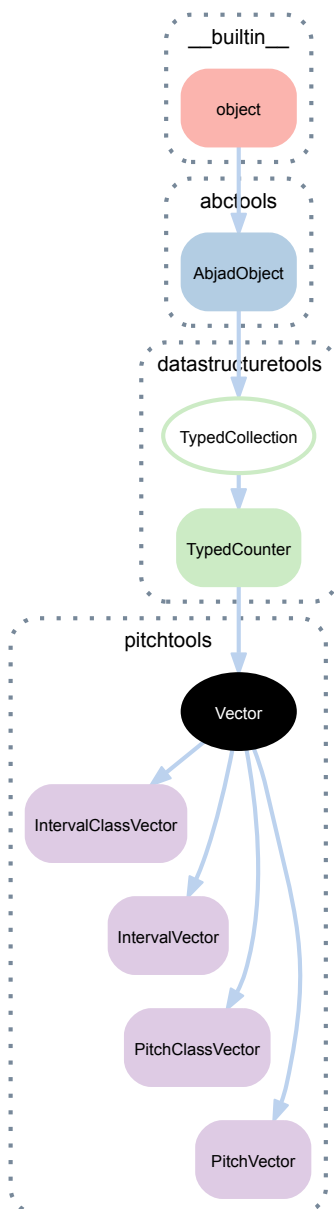 __builtin__
object
abctools
AbjadObject
datastructuretools
TypedCollection
TypedCounter
pitchtools
Vector
IntervalClassVector
IntervalVector
PitchClassVector
PitchVector